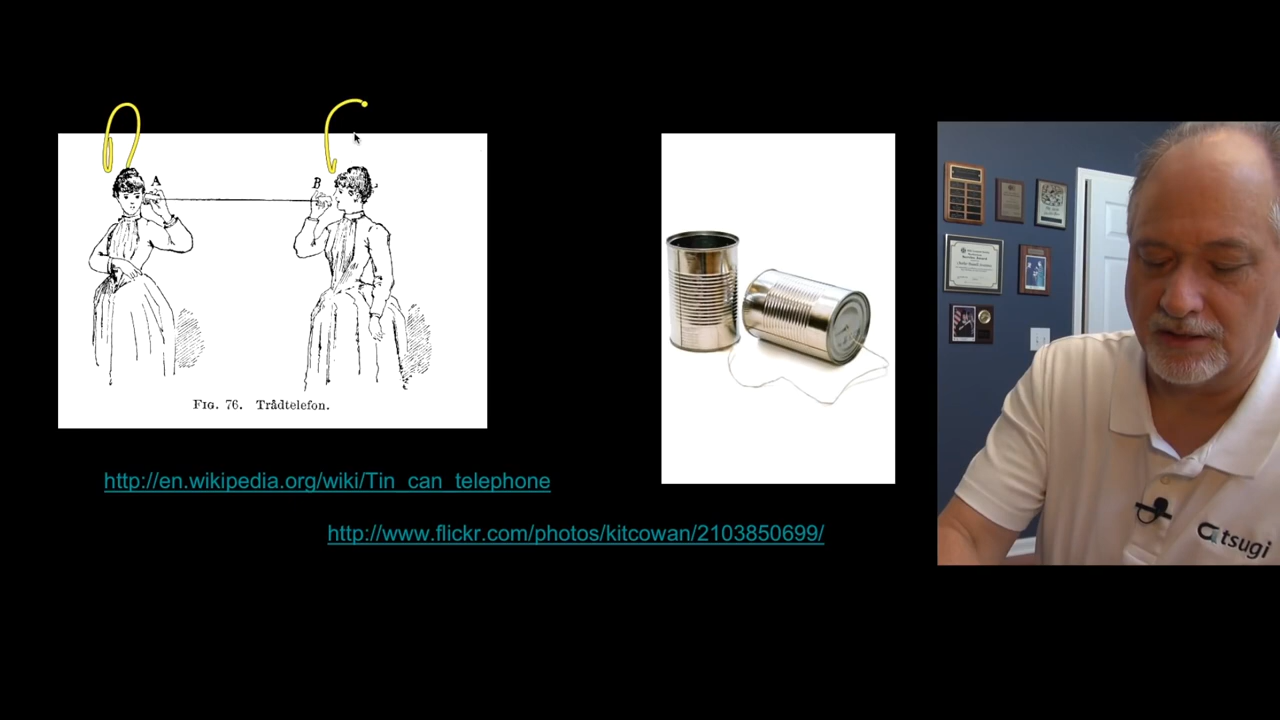 A
B
FIG. 76. Trådtelefon.
http://en.wikipedia.org/wiki/Tin_can_telephone
http://www.flickr.com/photos/kitcowan/2103850699/
tsugi